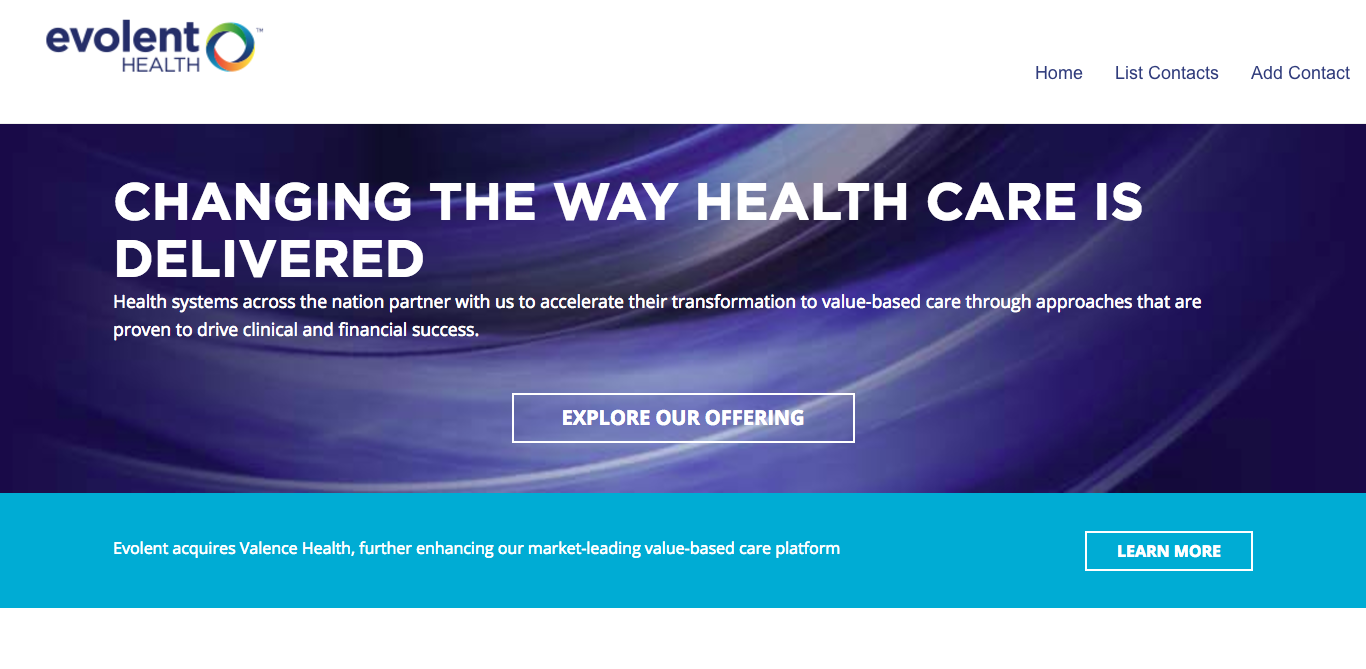 evolent
HEALTH
™
Home List Contacts Add Contact
CHANGING THE WAY HEALTH CARE IS
DELIVERED
Health systems across the nation partner with us to accelerate their transformation to value-based care through approaches that are
proven to drive clinical and financial success.
EXPLORE OUR OFFERING
Evolent acquires Valence Health, further enhancing our market-leading value-based care platform
LEARN MORE